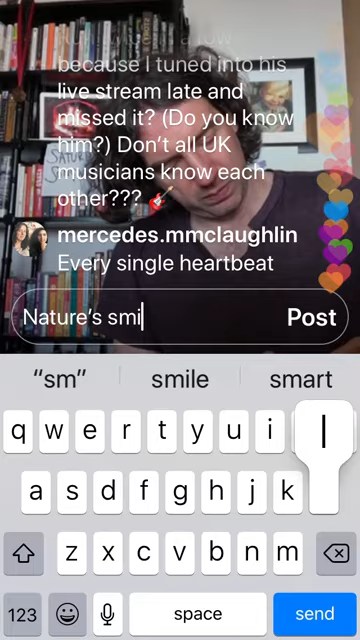 because I tuned into his
live stream late and
missed it? (Do you know
him?) Don't all UK
musicians know each
other??? 🎸
mercedes.mmclaughlin
Every single heartbeat
Nature's smi
Post
"sm" smile smart
q w e r t y u i l
a s d f g h j k
z x c v b n m
123 space send